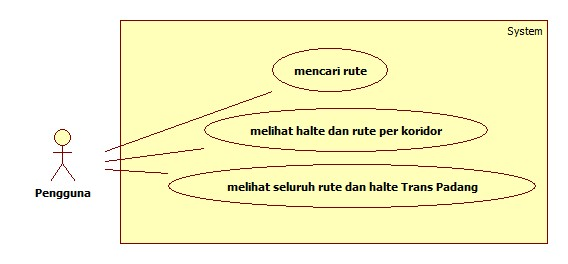 System
mencari rute
melihat halte dan rute per koridor
melihat seluruh rute dan halte Trans Padang
Pengguna